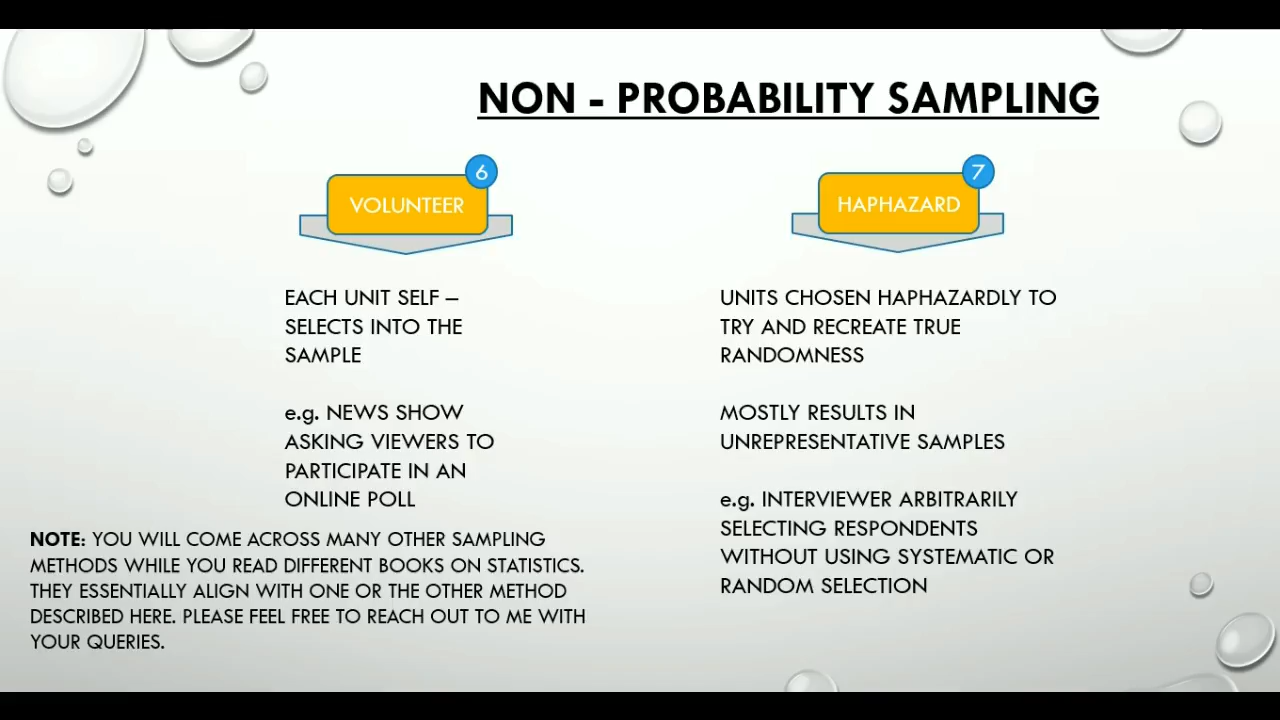 NON - PROBABILITY SAMPLING
6
VOLUNTEER
EACH UNIT SELF –
SELECTS INTO THE
SAMPLE
e.g. NEWS SHOW
ASKING VIEWERS TO
PARTICIPATE IN AN
ONLINE POLL
7
HAPHAZARD
UNITS CHOSEN HAPHAZARDLY TO
TRY AND RECREATE TRUE
RANDOMNESS
MOSTLY RESULTS IN
UNREPRESENTATIVE SAMPLES
e.g. INTERVIEWER ARBITRARILY
SELECTING RESPONDENTS
WITHOUT USING SYSTEMATIC OR
RANDOM SELECTION
NOTE: YOU WILL COME ACROSS MANY OTHER SAMPLING
METHODS WHILE YOU READ DIFFERENT BOOKS ON STATISTICS.
THEY ESSENTIALLY ALIGN WITH ONE OR THE OTHER METHOD
DESCRIBED HERE. PLEASE FEEL FREE TO REACH OUT TO ME WITH
YOUR QUERIES.